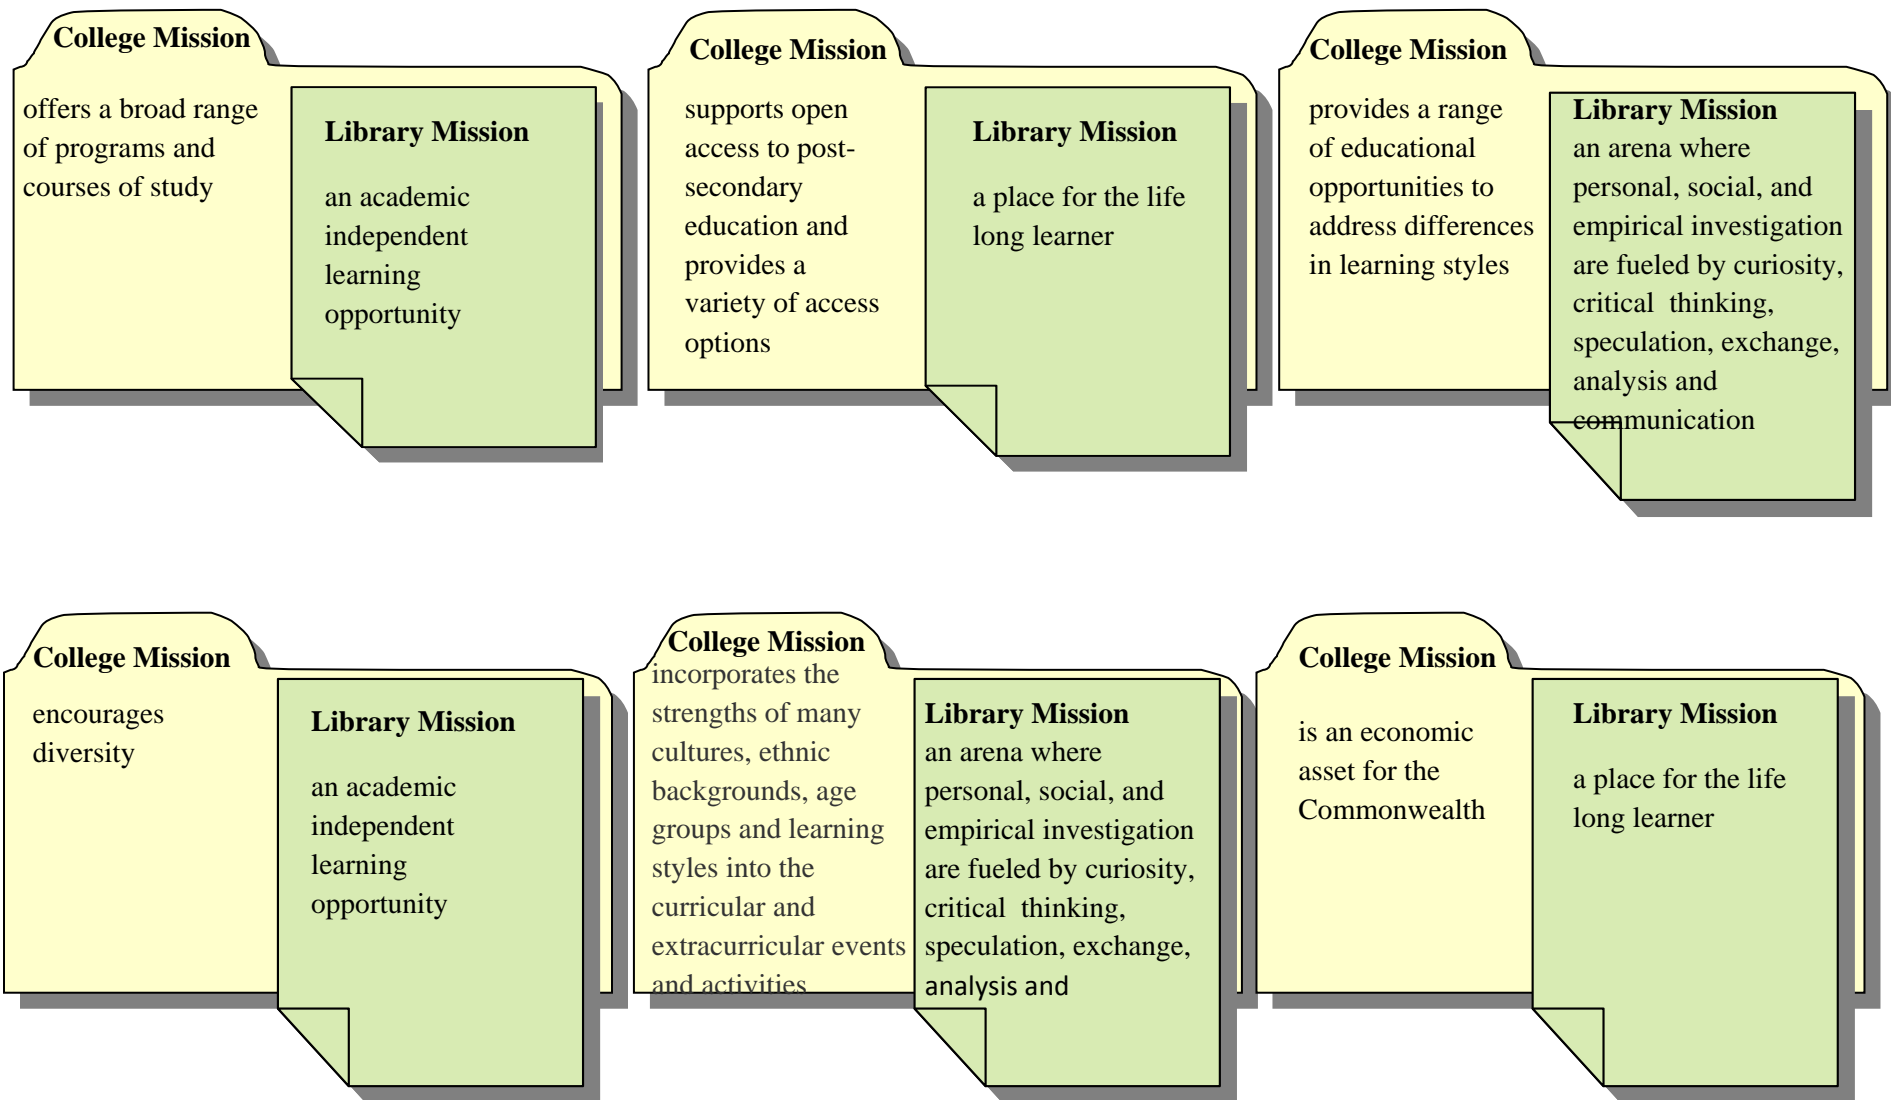 College Mission
offers a broad range
of programs and
courses of study
Library Mission
an academic
independent
learning
opportunity
College Mission
supports open
access to post-
secondary
education and
provides a
variety of access
options
Library Mission
a place for the life
long learner
College Mission
provides a range
of educational
opportunities to
address differences
in learning styles
Library Mission
an arena where
personal, social, and
empirical investigation
are fueled by curiosity,
critical  thinking,
speculation, exchange,
analysis and
communication
College Mission
encourages
diversity
Library Mission
an academic
independent
learning
opportunity
College Mission
incorporates the
strengths of many
cultures, ethnic
backgrounds, age
groups and learning
styles into the
curricular and
extracurricular events
and activities
Library Mission
an arena where
personal, social, and
empirical investigation
are fueled by curiosity,
critical  thinking,
speculation, exchange,
analysis and
College Mission
is an economic
asset for the
Commonwealth
Library Mission
a place for the life
long learner